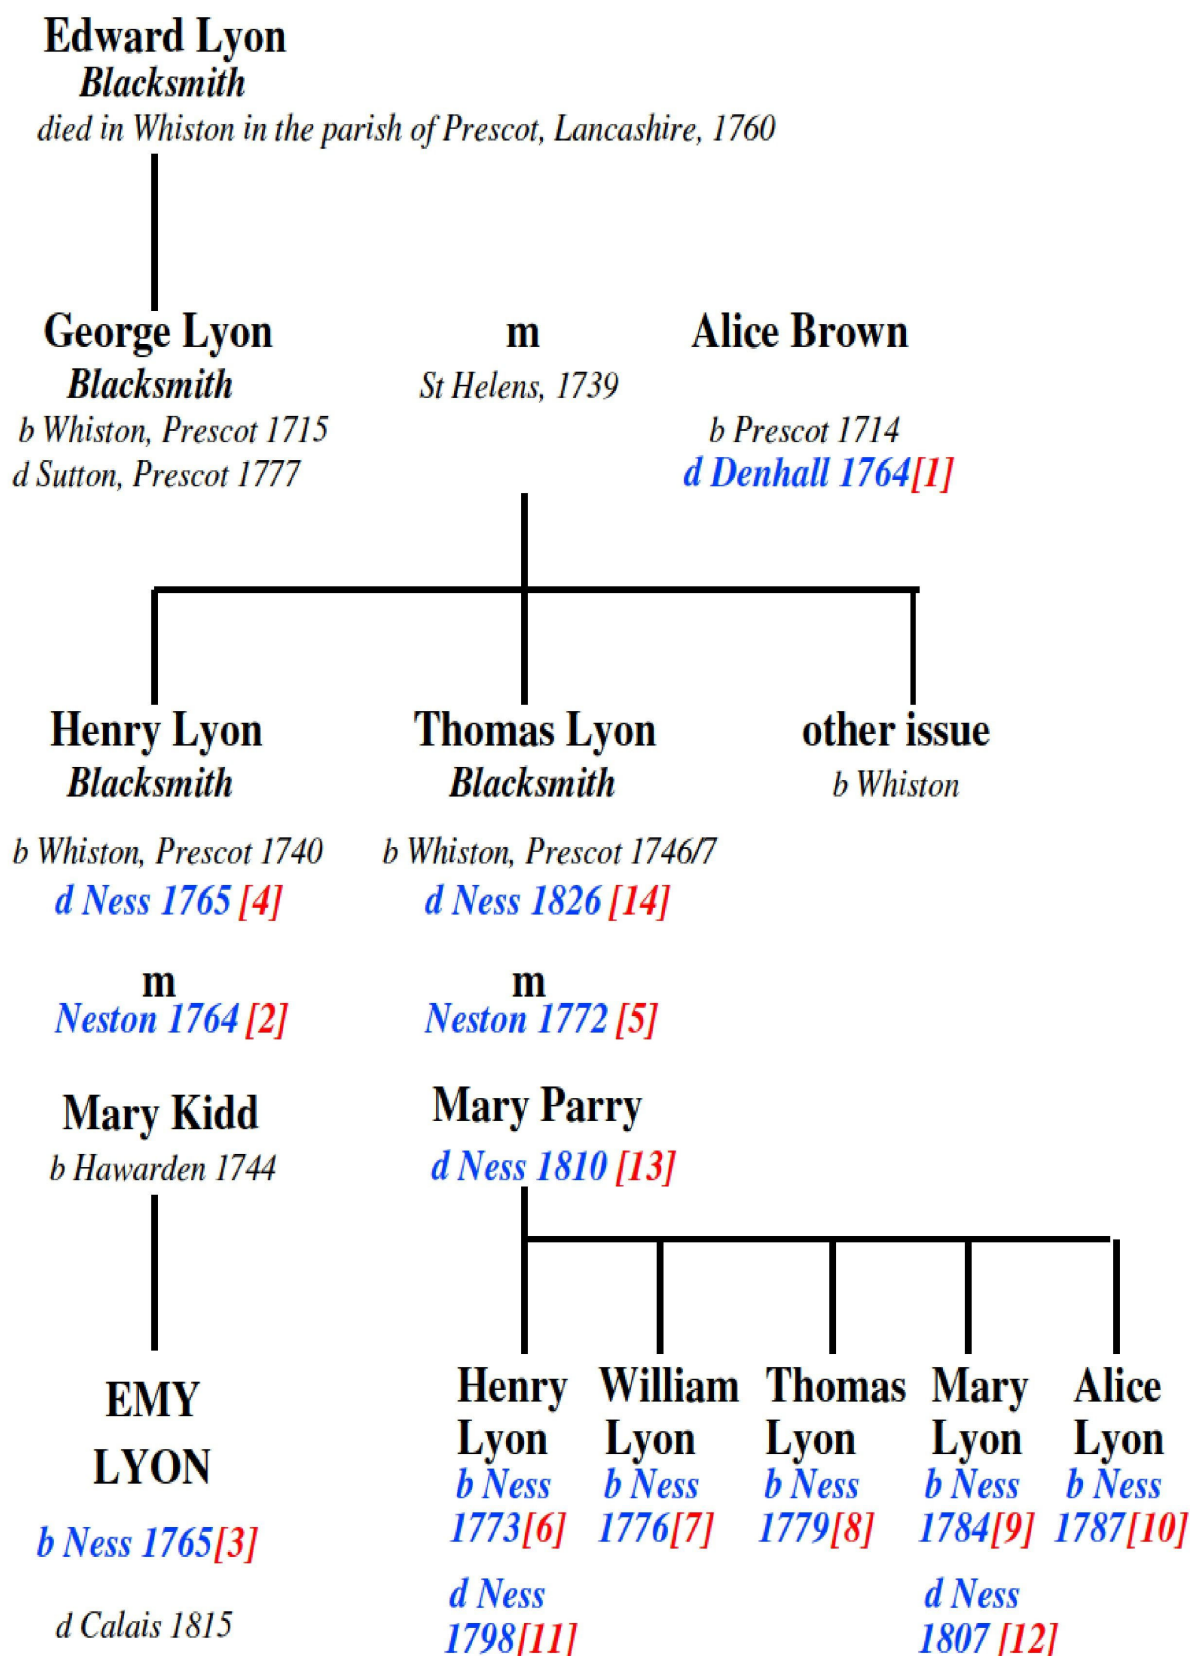 Edward Lyon
Blacksmith
died in Whiston in the parish of Prescot, Lancashire, 1760
George Lyon
Blacksmith
b Whiston, Prescot 1715
d Sutton, Prescot 1777
m
St Helens, 1739
Alice Brown
b Prescot 1714
d Denhall 1764[1]
Henry Lyon
Blacksmith
b Whiston, Prescot 1740
d Ness 1765 [4]
m
Neston 1764 [2]
Mary Kidd
b Hawarden 1744
Thomas Lyon
Blacksmith
b Whiston, Prescot 1746/7
d Ness 1826 [14]
m
Neston 1772 [5]
Mary Parry
d Ness 1810 [13]
other issue
b Whiston
EMY
LYON
b Ness 1765[3]
d Calais 1815
Henry
Lyon
b Ness
1773[6]
d Ness
1798[11]
William
Lyon
b Ness
1776[7]
Thomas
Lyon
b Ness
1779[8]
Mary
Lyon
b Ness
1784[9]
d Ness
1807 [12]
Alice
Lyon
b Ness
1787[10]